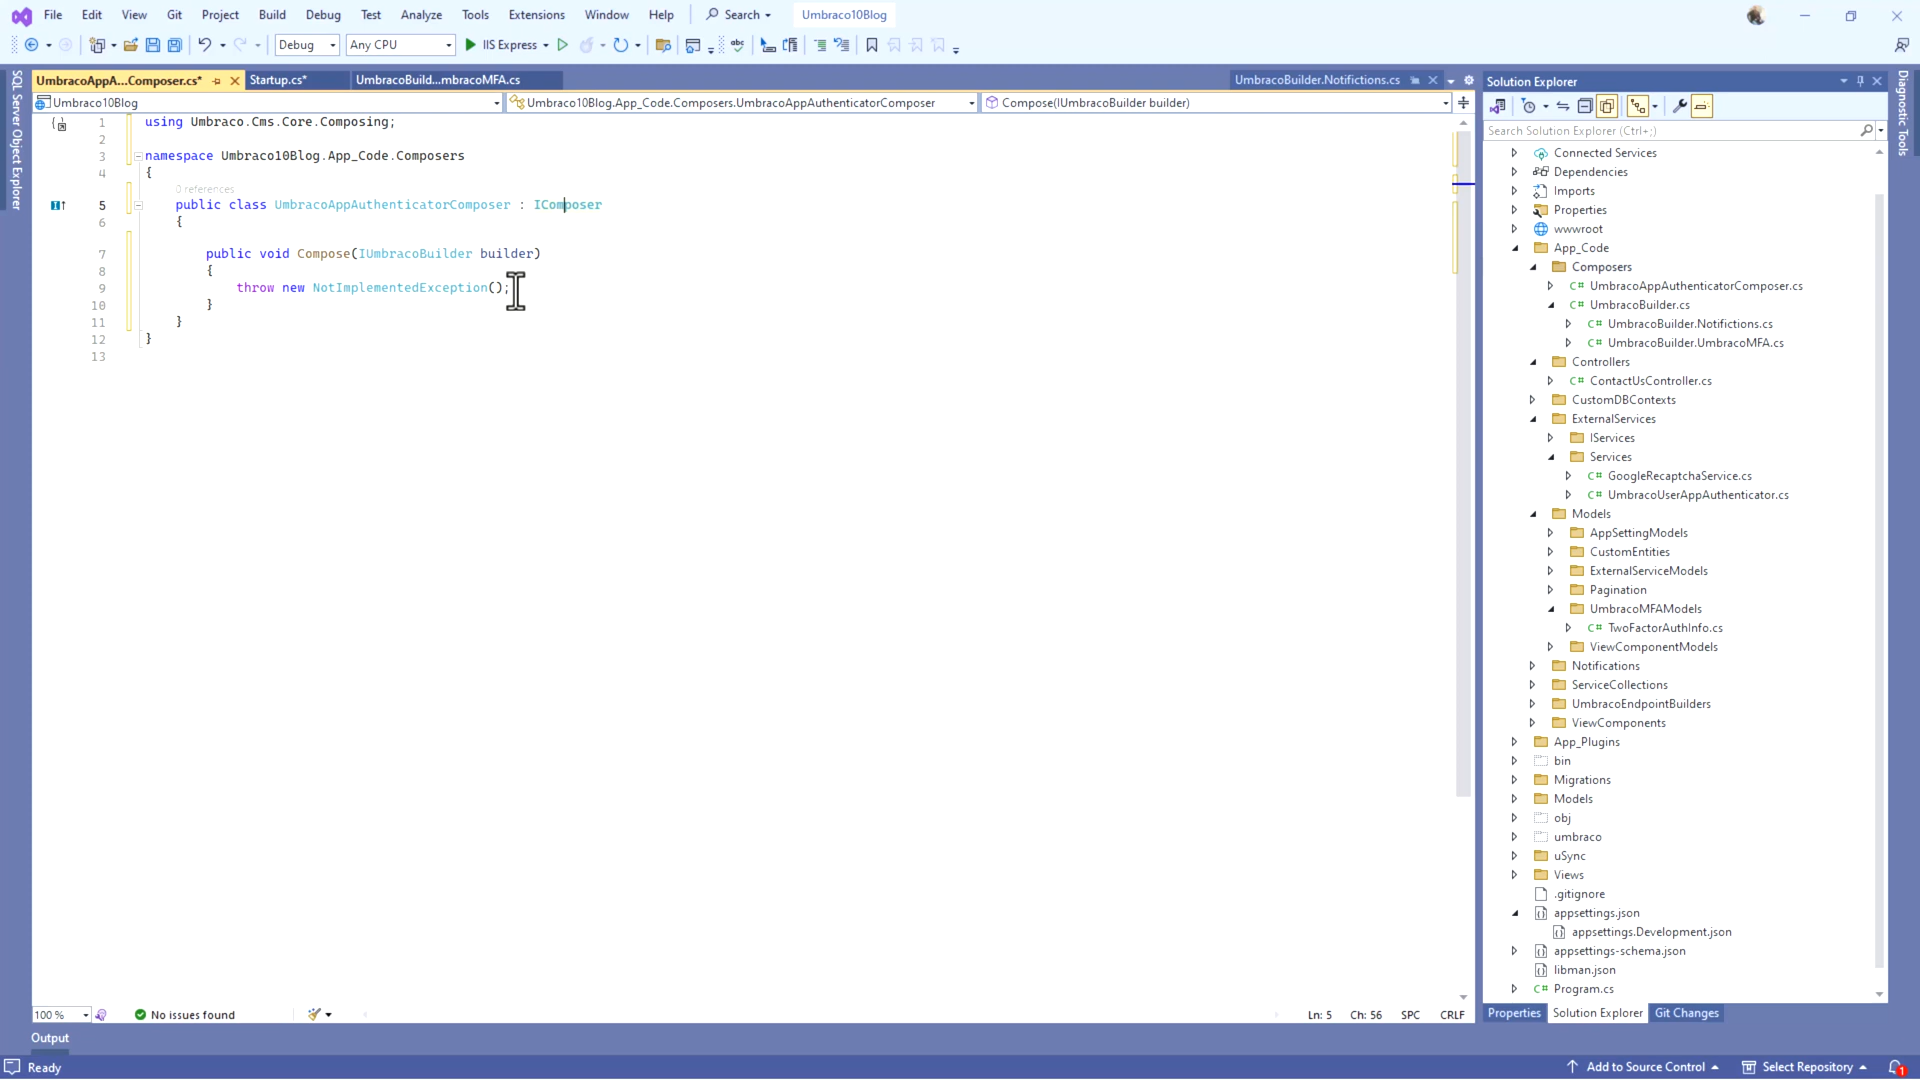 File Edit View Git Project Build Debug Test Analyze Tools Extensions Window Help Search Umbraco10Blog
Debug Any CPU IIS Express
UmbracoAppA...Composer.cs* Startup.cs* UmbracoBuild...mbracoMFA.cs UmbracoBuilder.Notifictions.cs
Umbraco10Blog Umbraco10Blog.App_Code.Composers.UmbracoAppAuthenticatorComposer Compose(IUmbracoBuilder builder)
SQL Server Object Explorer
1 using Umbraco.Cms.Core.Composing;
2
3 namespace Umbraco10Blog.App_Code.Composers
4 {
0 references
5 public class UmbracoAppAuthenticatorComposer : IComposer
6 {
7 public void Compose(IUmbracoBuilder builder)
8 {
9 throw new NotImplementedException();
10 }
11 }
12 }
13
100 % No issues found Ln: 5 Ch: 56 SPC CRLF
Output
Solution Explorer
Search Solution Explorer (Ctrl+;)
Connected Services
Dependencies
Imports
Properties
wwwroot
App_Code
Composers
C# UmbracoAppAuthenticatorComposer.cs
C# UmbracoBuilder.cs
C# UmbracoBuilder.Notifictions.cs
C# UmbracoBuilder.UmbracoMFA.cs
Controllers
C# ContactUsController.cs
CustomDBContexts
ExternalServices
IServices
Services
C# GoogleRecaptchaService.cs
C# UmbracoUserAppAuthenticator.cs
Models
AppSettingModels
CustomEntities
ExternalServiceModels
Pagination
UmbracoMFAModels
C# TwoFactorAuthInfo.cs
ViewComponentModels
Notifications
ServiceCollections
UmbracoEndpointBuilders
ViewComponents
App_Plugins
bin
Migrations
Models
obj
umbraco
uSync
Views
.gitignore
appsettings.json
appsettings.Development.json
appsettings-schema.json
libman.json
C# Program.cs
Properties Solution Explorer Git Changes
Diagnostic Tools
Ready Add to Source Control Select Repository 1